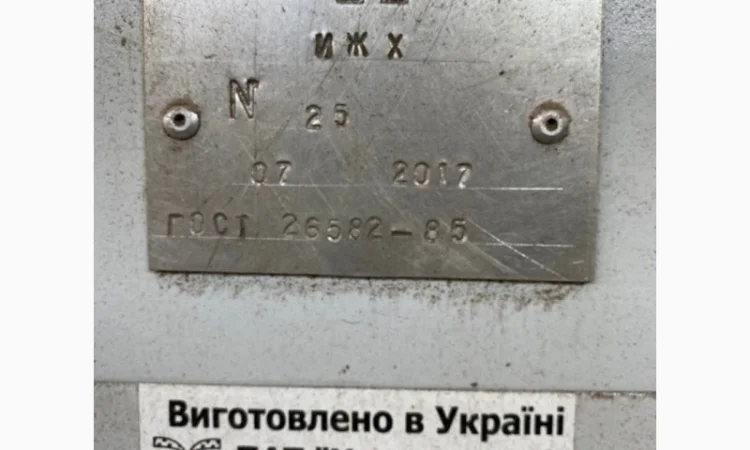 ИЖХ
N 25
07 2017
ГОСТ 26582-85
Виготовлено в Україні